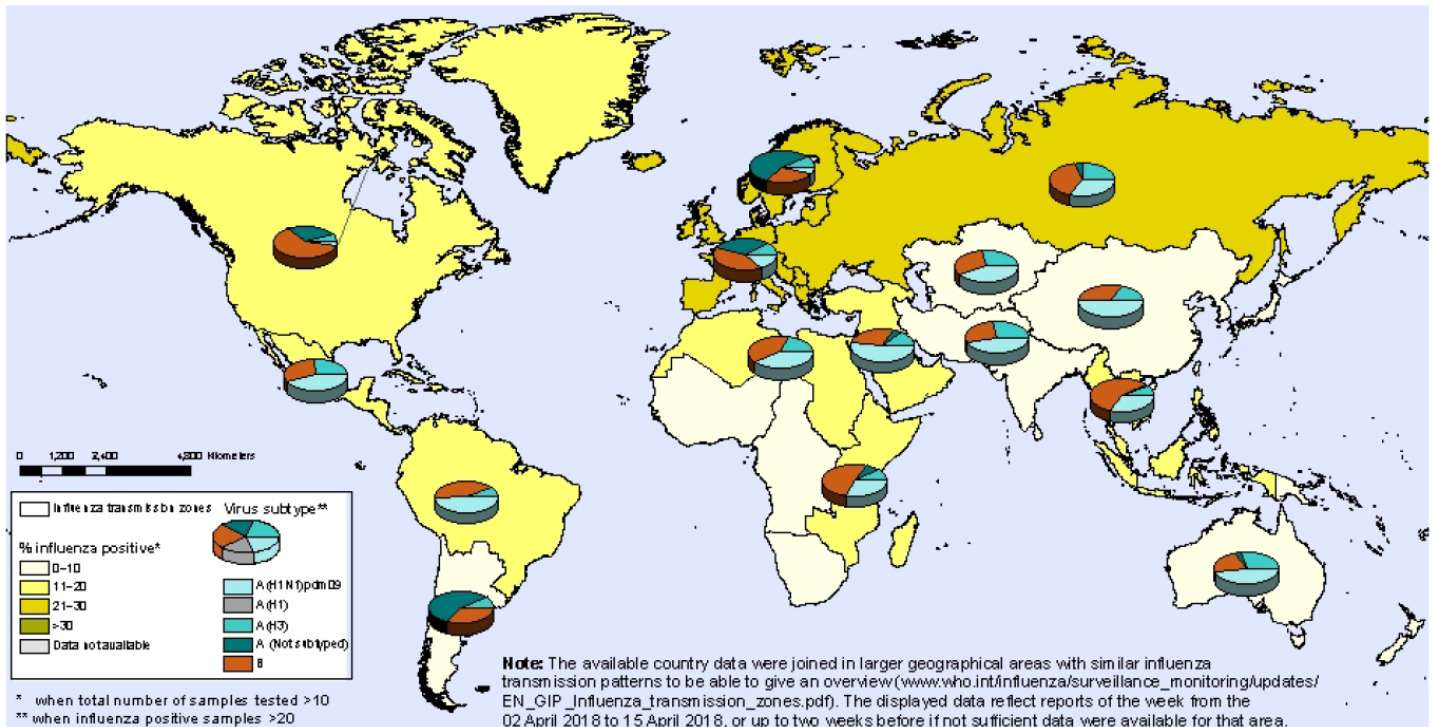 0 1,200 2,400 4,800 Kilometers
Influenza transmission zones
Virus subtype**
% influenza positive*
0-10
11-20
21-30
>30
Data not available
A(H1N1)pdm09
A(H1)
A(H3)
A (Not subtyped)
B
* when total number of samples tested >10
** when influenza positive samples >20
Note: The available country data were joined in larger geographical areas with similar influenza
transmission patterns to be able to give an overview (www.who.int/influenza/surveillance_monitoring/updates/
EN_GIP_Influenza_transmission_zones.pdf). The displayed data reflect reports of the week from the
02 April 2018 to 15 April 2018, or up to two weeks before if not sufficient data were available for that area.